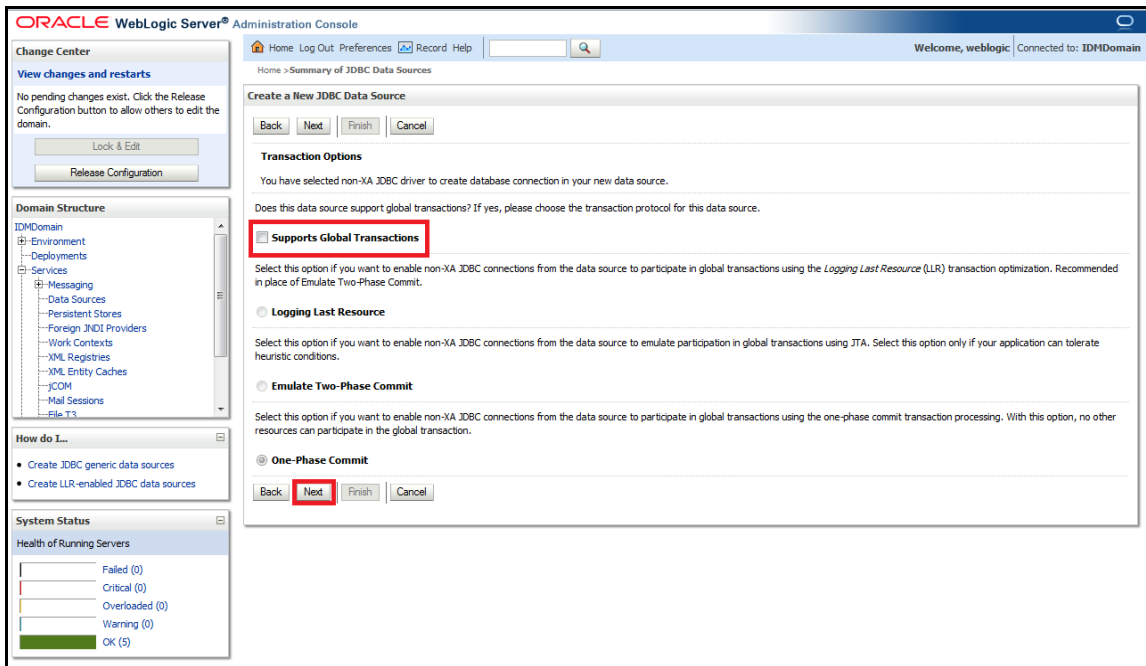 ORACLE WebLogic Server® Administration Console
Change Center
View changes and restarts
No pending changes exist. Click the Release
Configuration button to allow others to edit the
domain.
Lock & Edit
Release Configuration
Domain Structure
IDMDomain
Environment
Deployments
Services
Messaging
Data Sources
Persistent Stores
Foreign JNDI Providers
Work Contexts
XML Registries
XML Entity Caches
jCOM
Mail Sessions
File T3
How do I...
Create JDBC generic data sources
Create LLR-enabled JDBC data sources
System Status
Health of Running Servers
Failed (0)
Critical (0)
Overloaded (0)
Warning (0)
OK (5)
Home Log Out Preferences Record Help
Welcome, weblogic Connected to: IDMDomain
Home >Summary of JDBC Data Sources
Create a New JDBC Data Source
Back Next Finish Cancel
Transaction Options
You have selected non-XA JDBC driver to create database connection in your new data source.
Does this data source support global transactions? If yes, please choose the transaction protocol for this data source.
Supports Global Transactions
Select this option if you want to enable non-XA JDBC connections from the data source to participate in global transactions using the Logging Last Resource (LLR) transaction optimization. Recommended
in place of Emulate Two-Phase Commit.
Logging Last Resource
Select this option if you want to enable non-XA JDBC connections from the data source to emulate participation in global transactions using JTA. Select this option only if your application can tolerate
heuristic conditions.
Emulate Two-Phase Commit
Select this option if you want to enable non-XA JDBC connections from the data source to participate in global transactions using the one-phase commit transaction processing. With this option, no other
resources can participate in the global transaction.
One-Phase Commit
Back Next Finish Cancel